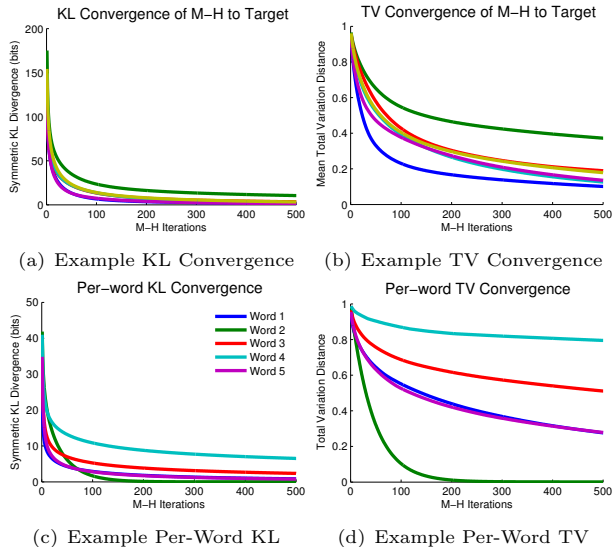 KL Convergence of M−H to Target
200
150
100
50
0
0 100 200 300 400 500
Symmetric KL Divergence (bits)
M−H Iterations
(a) Example KL Convergence
TV Convergence of M−H to Target
1
0.8
0.6
0.4
0.2
0
0 100 200 300 400 500
Mean Total Variation Distance
M−H Iterations
(b) Example TV Convergence
Per−word KL Convergence
50
40
30
20
10
0
0 100 200 300 400 500
Symmetric KL Divergence (bits)
M−H Iterations
Word 1
Word 2
Word 3
Word 4
Word 5
(c) Example Per-Word KL
Per−word TV Convergence
1
0.8
0.6
0.4
0.2
0
0 100 200 300 400 500
Total Variation Distance
M−H Iterations
(d) Example Per-Word TV